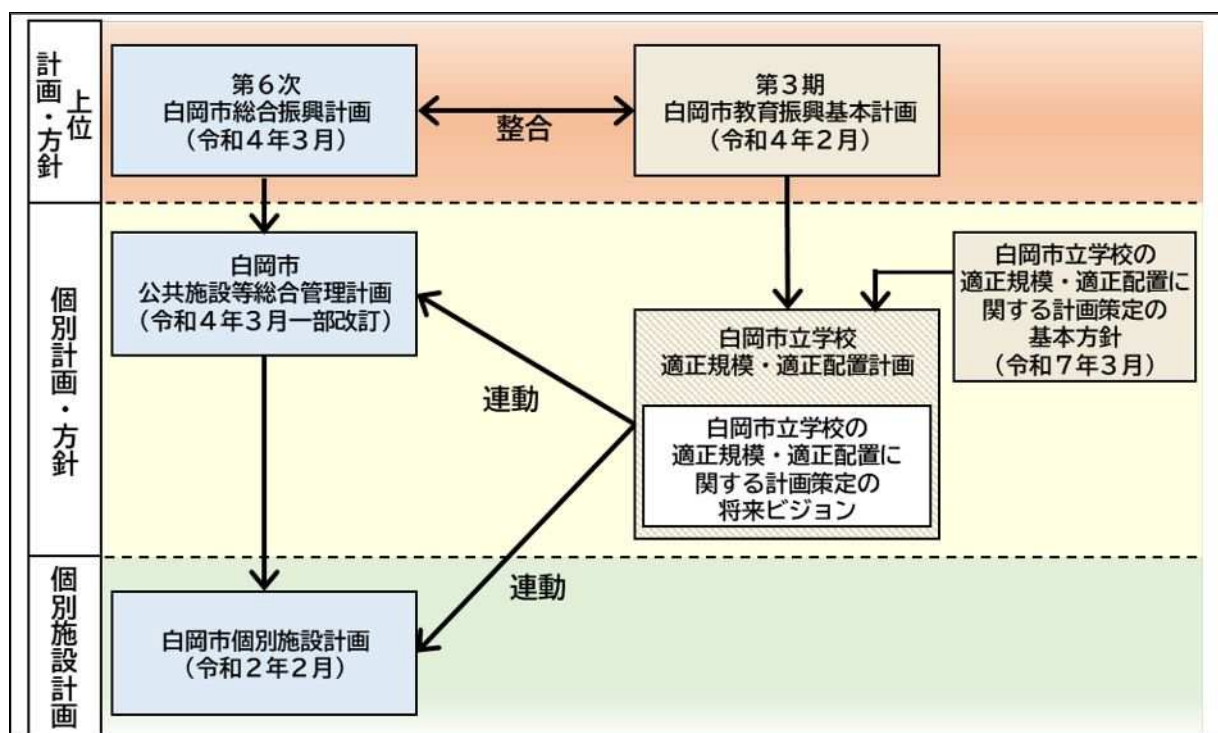 上位
計画・方針
第６次
白岡市総合振興計画
（令和４年３月）
整合
第３期
白岡市教育振興基本計画
（令和４年２月）
個別計画・方針
白岡市
公共施設等総合管理計画
（令和４年３月一部改訂）
連動
白岡市立学校
適正規模・適正配置計画
白岡市立学校の
適正規模・適正配置に
関する計画策定の
将来ビジョン
白岡市立学校の
適正規模・適正配置に
関する計画策定の
基本方針
（令和７年３月）
個別施設計画
白岡市個別施設計画
（令和２年２月）
連動